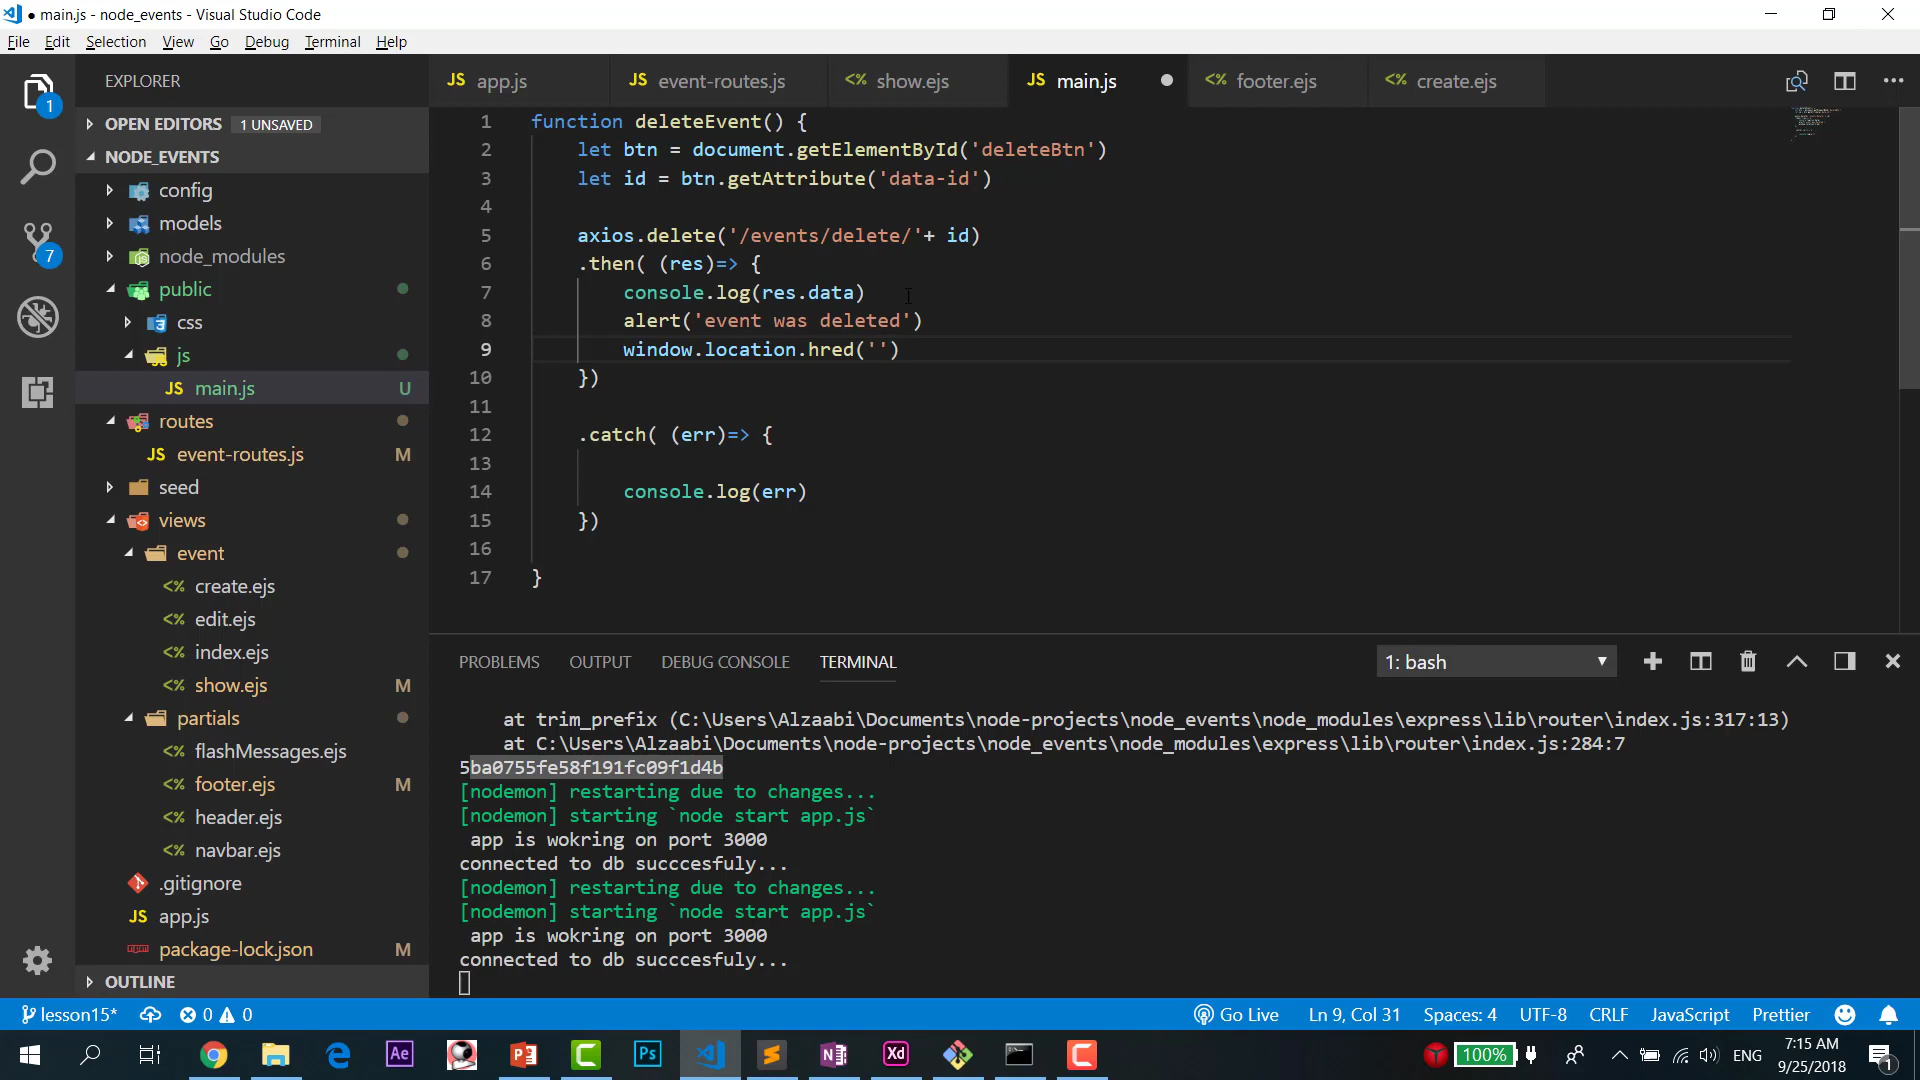 main.js - node_events - Visual Studio Code
File Edit Selection View Go Debug Terminal Help
EXPLORER
JS app.js JS event-routes.js <% show.ejs JS main.js <% footer.ejs <% create.ejs
1
OPEN EDITORS 1 UNSAVED
NODE_EVENTS
config
models
node_modules
7
public
css
js
JS main.js U
routes
JS event-routes.js M
seed
views
event
<% create.ejs
<% edit.ejs
<% index.ejs
<% show.ejs M
partials
<% flashMessages.ejs
<% footer.ejs M
<% header.ejs
<% navbar.ejs
.gitignore
JS app.js
package-lock.json M
OUTLINE
1 function deleteEvent() {
2 let btn = document.getElementById('deleteBtn')
3 let id = btn.getAttribute('data-id')
4
5 axios.delete('/events/delete/'+ id)
6 .then( (res)=> {
7 console.log(res.data)
8 alert('event was deleted')
9 window.location.hred('')
10 })
11
12 .catch( (err)=> {
13
14 console.log(err)
15 })
16
17 }
PROBLEMS OUTPUT DEBUG CONSOLE TERMINAL 1: bash
at trim_prefix (C:\Users\Alzaabi\Documents\node-projects\node_events\node_modules\express\lib\router\index.js:317:13)
at C:\Users\Alzaabi\Documents\node-projects\node_events\node_modules\express\lib\router\index.js:284:7
5ba0755fe58f191fc09f1d4b
[nodemon] restarting due to changes...
[nodemon] starting `node start app.js`
app is wokring on port 3000
connected to db succcesfuly...
[nodemon] restarting due to changes...
[nodemon] starting `node start app.js`
app is wokring on port 3000
connected to db succcesfuly...
lesson15* 0 0 Go Live Ln 9, Col 31 Spaces: 4 UTF-8 CRLF JavaScript Prettier
Ae Ps Xd 100% ENG 7:15 AM
9/25/2018 1